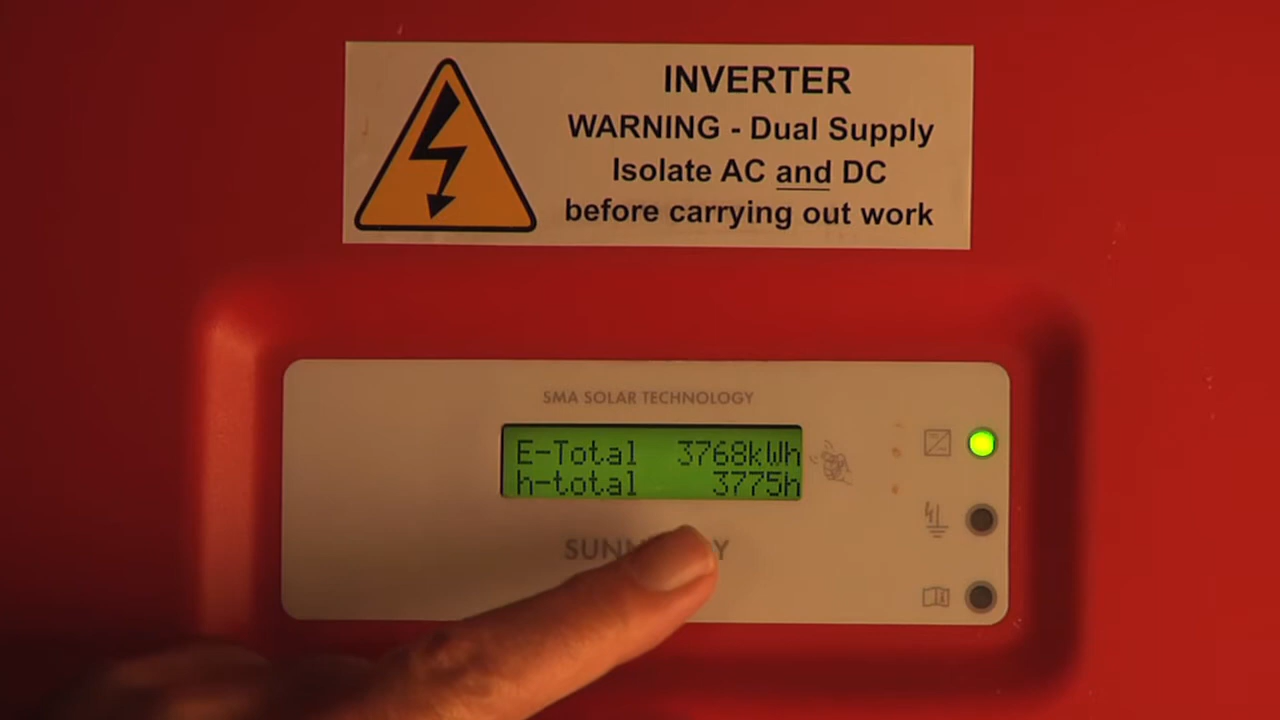 INVERTER
WARNING - Dual Supply
Isolate AC and DC
before carrying out work
SMA SOLAR TECHNOLOGY
E-Total 3768kWh
h-total 3775h